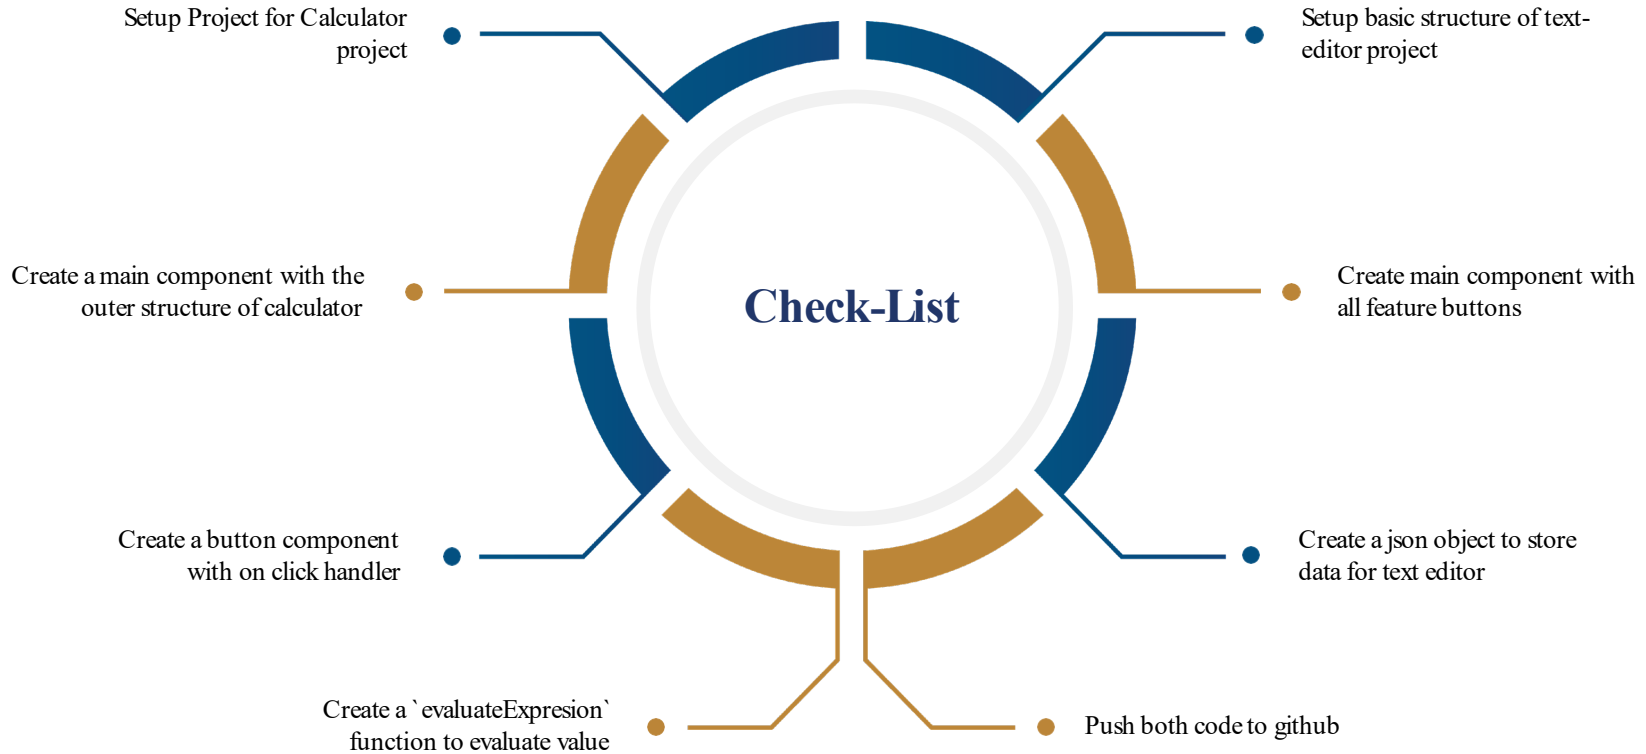 Setup Project for Calculator
project
Setup basic structure of text-
editor project
Create a main component with the
outer structure of calculator
Create main component with
all feature buttons
Check-List
Create a button component
with on click handler
Create a json object to store
data for text editor
Create a `evaluateExpresion`
function to evaluate value
Push both code to github